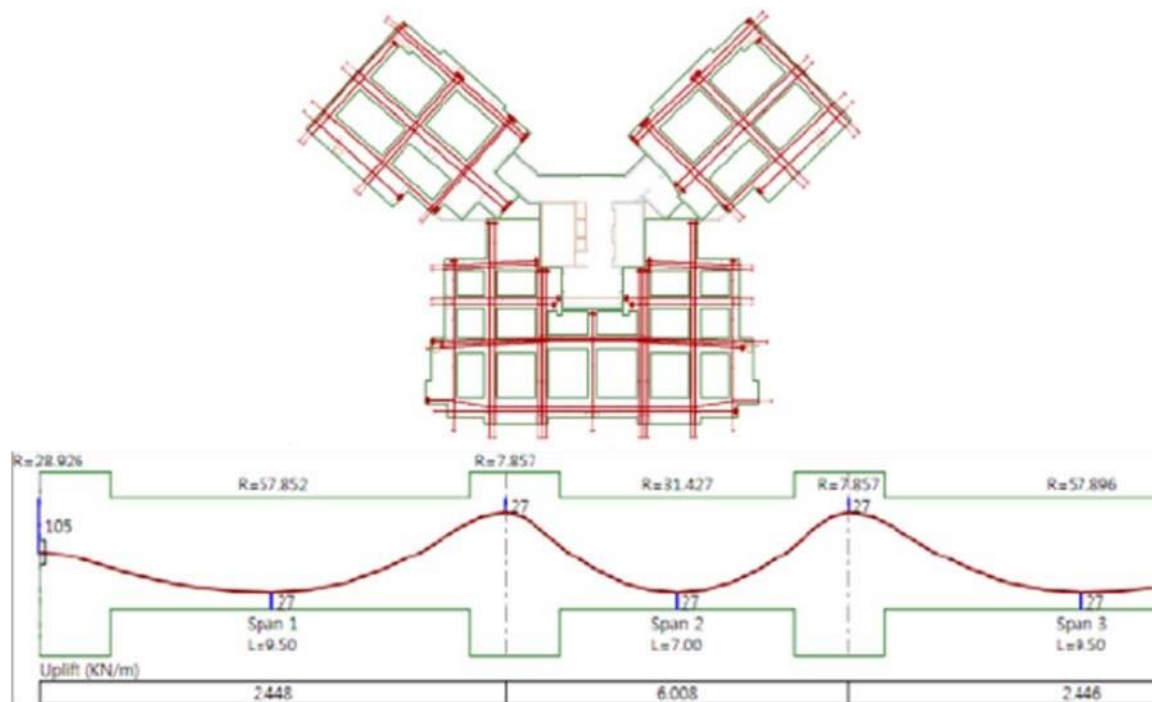 R=28.926
R=7.857
R=57.852
R=31.427
R=7.857
R=57.896
105
27
27
27
27
27
Span 1
Span 2
Span 3
L=9.50
L=7.00
L=9.50
Uplift (KN/m)
2.448
6.008
2.446